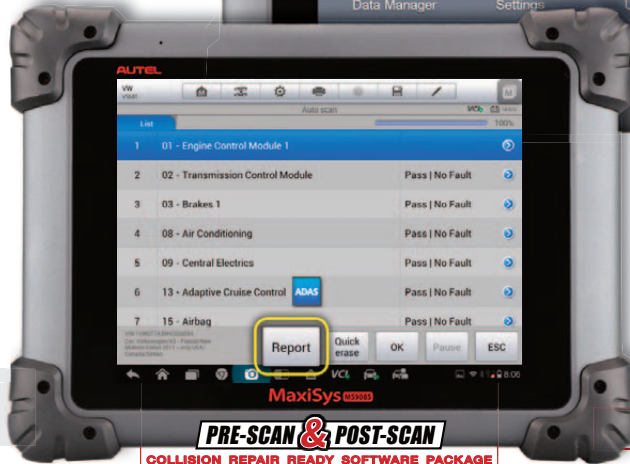 Data Manager Settings
AUTEL
VW
Auto scan
List 100%
1 01 - Engine Control Module 1
2 02 - Transmission Control Module Pass | No Fault
3 03 - Brakes 1 Pass | No Fault
4 08 - Air Conditioning Pass | No Fault
5 09 - Central Electrics Pass | No Fault
6 13 - Adaptive Cruise Control ADAS Pass | No Fault
7 15 - Airbag Pass | No Fault
Report Quick erase OK Pause ESC
VCI 8:06
MaxiSys MS908S
PRE-SCAN & POST-SCAN
COLLISION REPAIR READY SOFTWARE PACKAGE